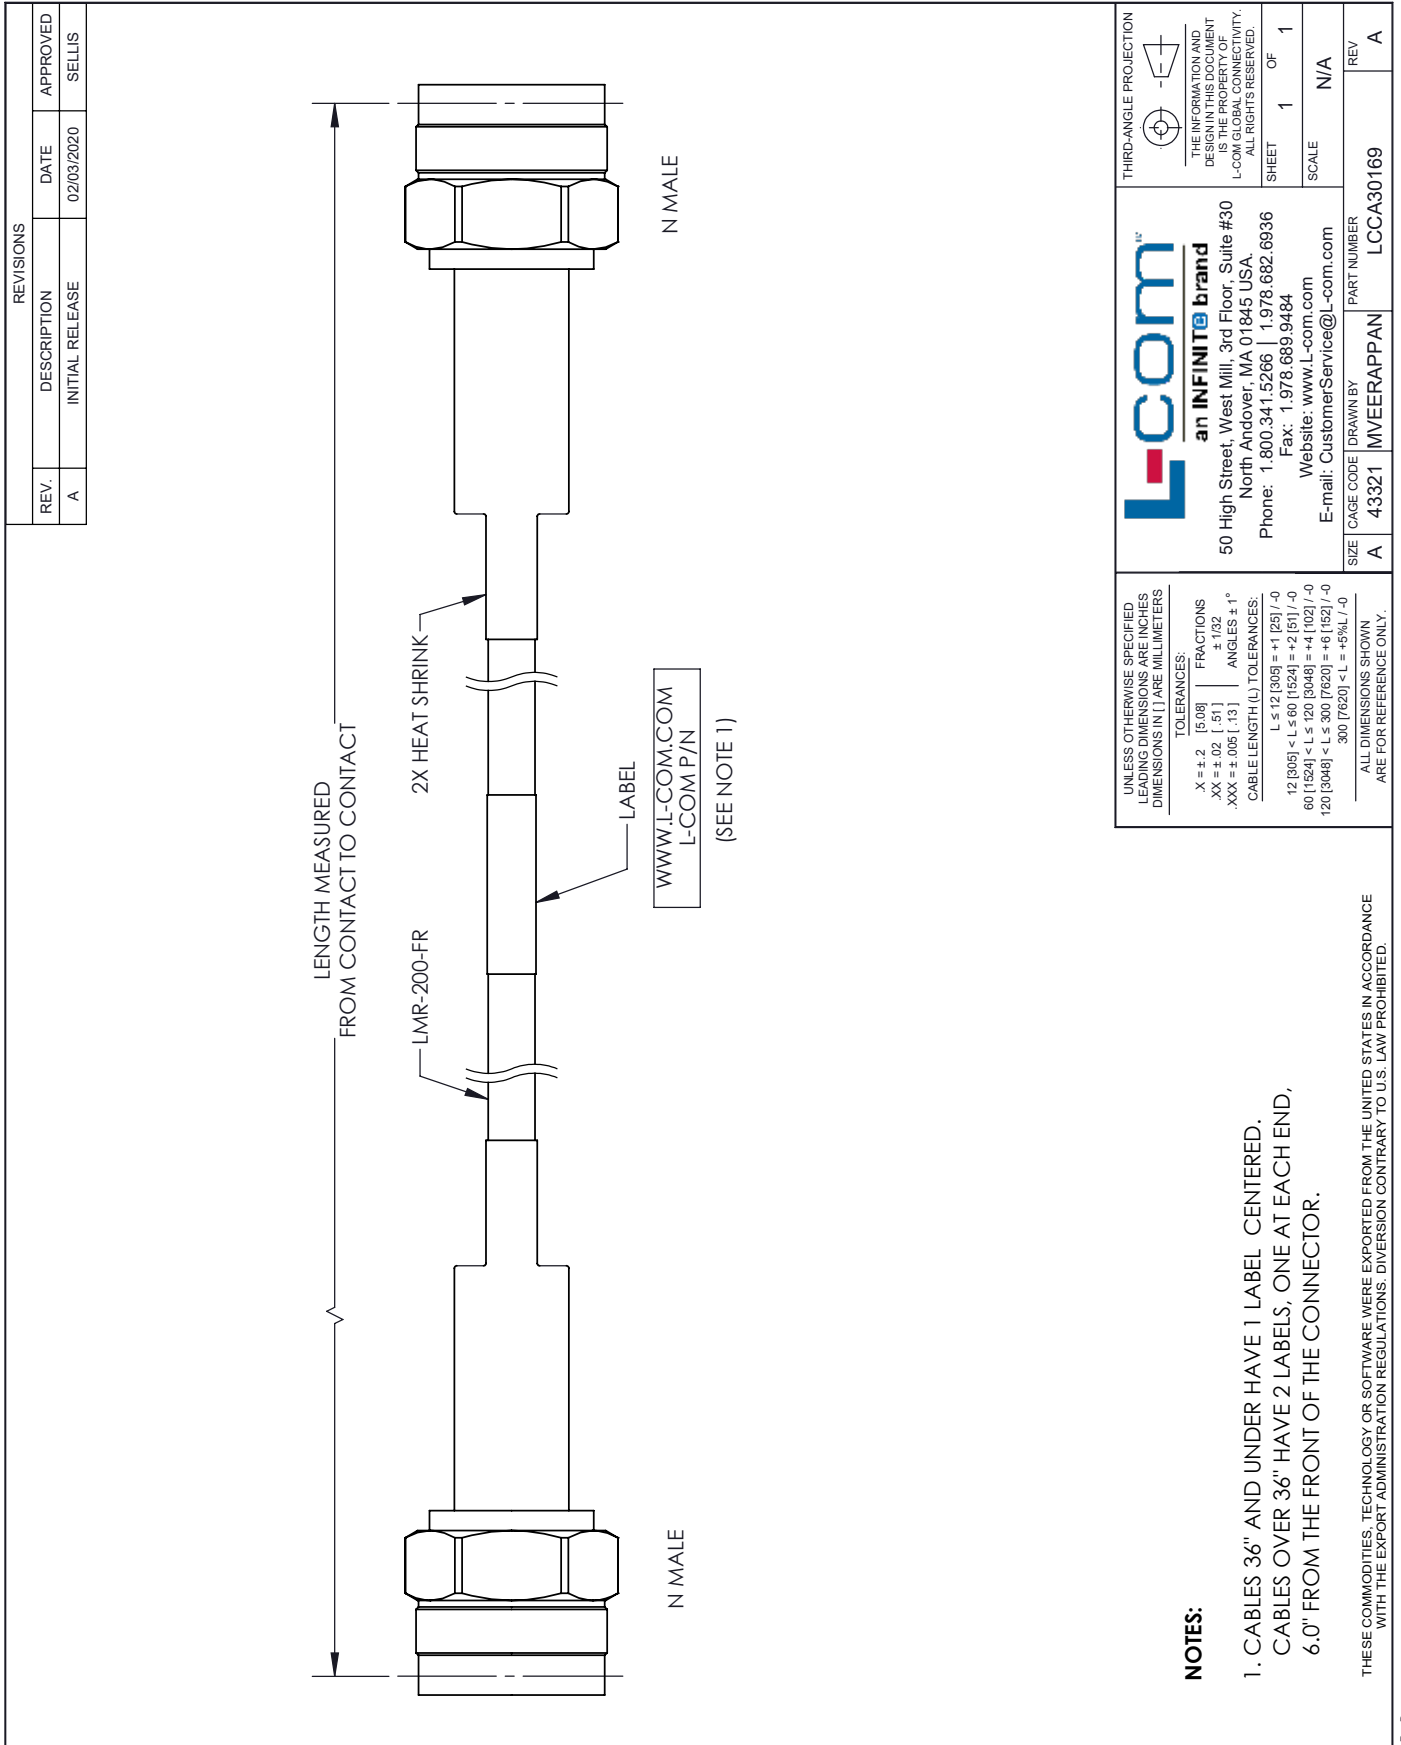 REVISIONS
REV. DESCRIPTION DATE APPROVED
A INITIAL RELEASE 02/03/2020 SELLIS
LENGTH MEASURED
FROM CONTACT TO CONTACT
LMR-200-FR
2X HEAT SHRINK
LABEL
WWW.L-COM.COM
L-COM P/N
(SEE NOTE 1)
N MALE
N MALE
NOTES:
1. CABLES 36" AND UNDER HAVE 1 LABEL CENTERED.
CABLES OVER 36" HAVE 2 LABELS, ONE AT EACH END,
6.0" FROM THE FRONT OF THE CONNECTOR.
THESE COMMODITIES, TECHNOLOGY OR SOFTWARE WERE EXPORTED FROM THE UNITED STATES IN ACCORDANCE
WITH THE EXPORT ADMINISTRATION REGULATIONS. DIVERSION CONTRARY TO U.S. LAW PROHIBITED.
UNLESS OTHERWISE SPECIFIED
LEADING DIMENSIONS ARE INCHES
DIMENSIONS IN [ ] ARE MILLIMETERS
TOLERANCES:
.X = ±.2 [5.08] FRACTIONS
.XX = ±.02 [.51] ± 1/32
.XXX = ±.005 [.13] ANGLES ± 1°
CABLE LENGTH (L) TOLERANCES:
L ≤ 12 [305] = +1 [25] / -0
12 [305] < L ≤ 60 [1524] = +2 [51] / -0
60 [1524] < L ≤ 120 [3048] = +4 [102] / -0
120 [3048] < L ≤ 300 [7620] = +6 [152] / -0
300 [7620] < L = +5%L / -0
ALL DIMENSIONS SHOWN
ARE FOR REFERENCE ONLY.
L-com
an INFINIT@ brand
50 High Street, West Mill, 3rd Floor, Suite #30
North Andover, MA 01845 USA.
Phone: 1.800.341.5266 | 1.978.682.6936
Fax: 1.978.689.9484
Website: www.L-com.com
E-mail: CustomerService@L-com.com
THIRD-ANGLE PROJECTION
THE INFORMATION AND
DESIGN IN THIS DOCUMENT
IS THE PROPERTY OF
L-COM GLOBAL CONNECTIVITY.
ALL RIGHTS RESERVED.
SHEET 1 OF 1
SCALE N/A
SIZE CAGE CODE DRAWN BY PART NUMBER REV
A 43321 MVEERAPPAN LCCA30169 A